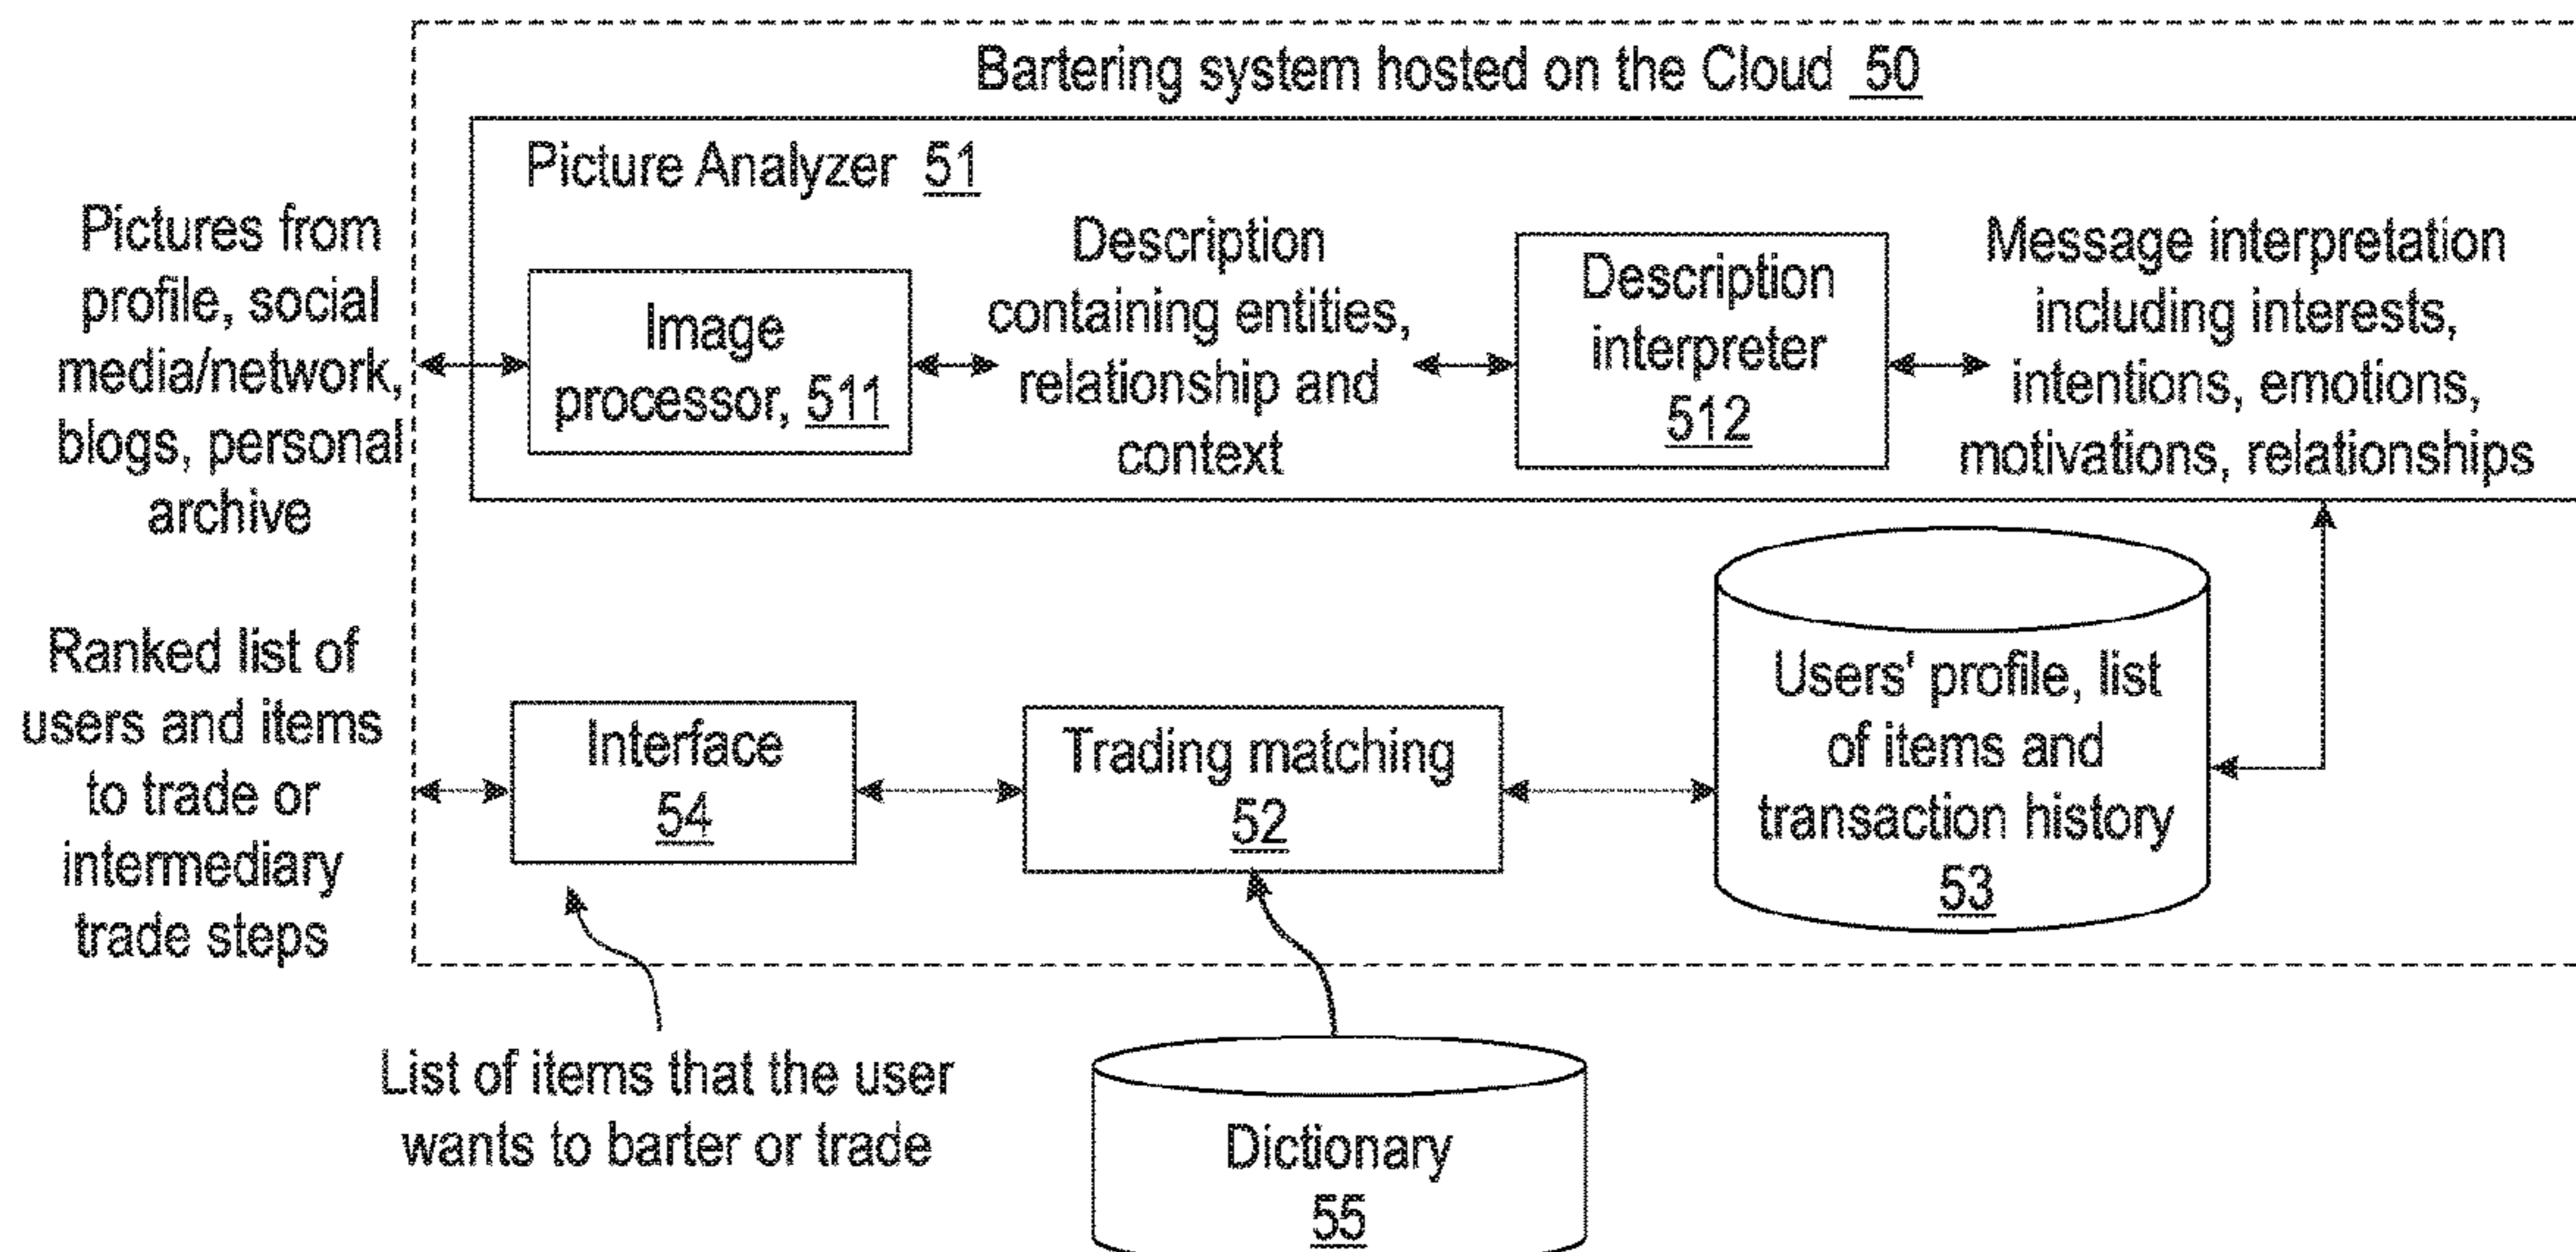 Bartering system hosted on the Cloud 50
Picture Analyzer 51
Pictures from
profile, social
media/network,
blogs, personal
archive
Image
processor, 511
Description
containing entities,
relationship and
context
Description
interpreter
512
Message interpretation
including interests,
intentions, emotions,
motivations, relationships
Ranked list of
users and items
to trade or
intermediary
trade steps
Interface
54
Trading matching
52
Users' profile, list
of items and
transaction history
53
List of items that the user
wants to barter or trade
Dictionary
55